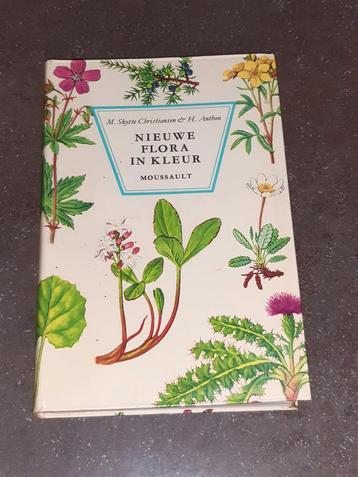 M. Skytte Christiansen & H. Anthon
NIEUWE
FLORA
IN KLEUR
MOUSSAULT